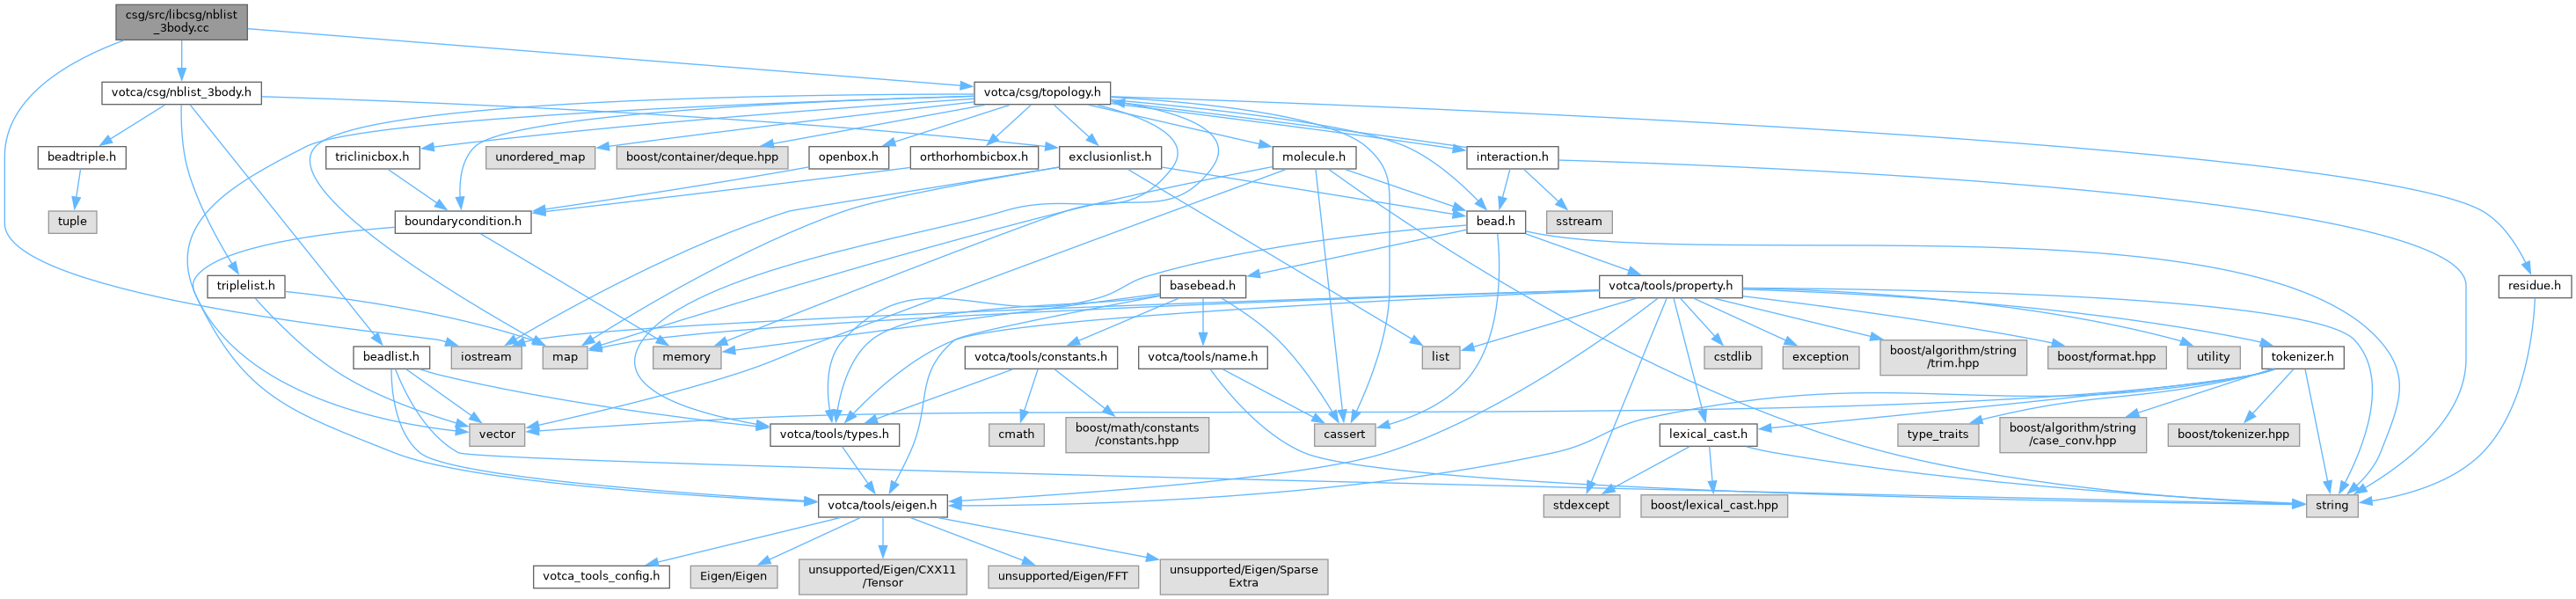 csg/src/libcsg/nblist
_3body.cc
votca/csg/nblist_3body.h
votca/csg/topology.h
beadtriple.h
triclinicbox.h
unordered_map
boost/container/deque.hpp
openbox.h
orthorhombicbox.h
exclusionlist.h
molecule.h
interaction.h
tuple
boundarycondition.h
bead.h
sstream
triplelist.h
basebead.h
votca/tools/property.h
residue.h
beadlist.h
iostream
map
memory
votca/tools/constants.h
votca/tools/name.h
list
cstdlib
exception
boost/algorithm/string
/trim.hpp
boost/format.hpp
utility
tokenizer.h
vector
votca/tools/types.h
cmath
boost/math/constants
/constants.hpp
cassert
lexical_cast.h
type_traits
boost/algorithm/string
/case_conv.hpp
boost/tokenizer.hpp
votca/tools/eigen.h
stdexcept
boost/lexical_cast.hpp
string
votca_tools_config.h
Eigen/Eigen
unsupported/Eigen/CXX11
/Tensor
unsupported/Eigen/FFT
unsupported/Eigen/Sparse
Extra